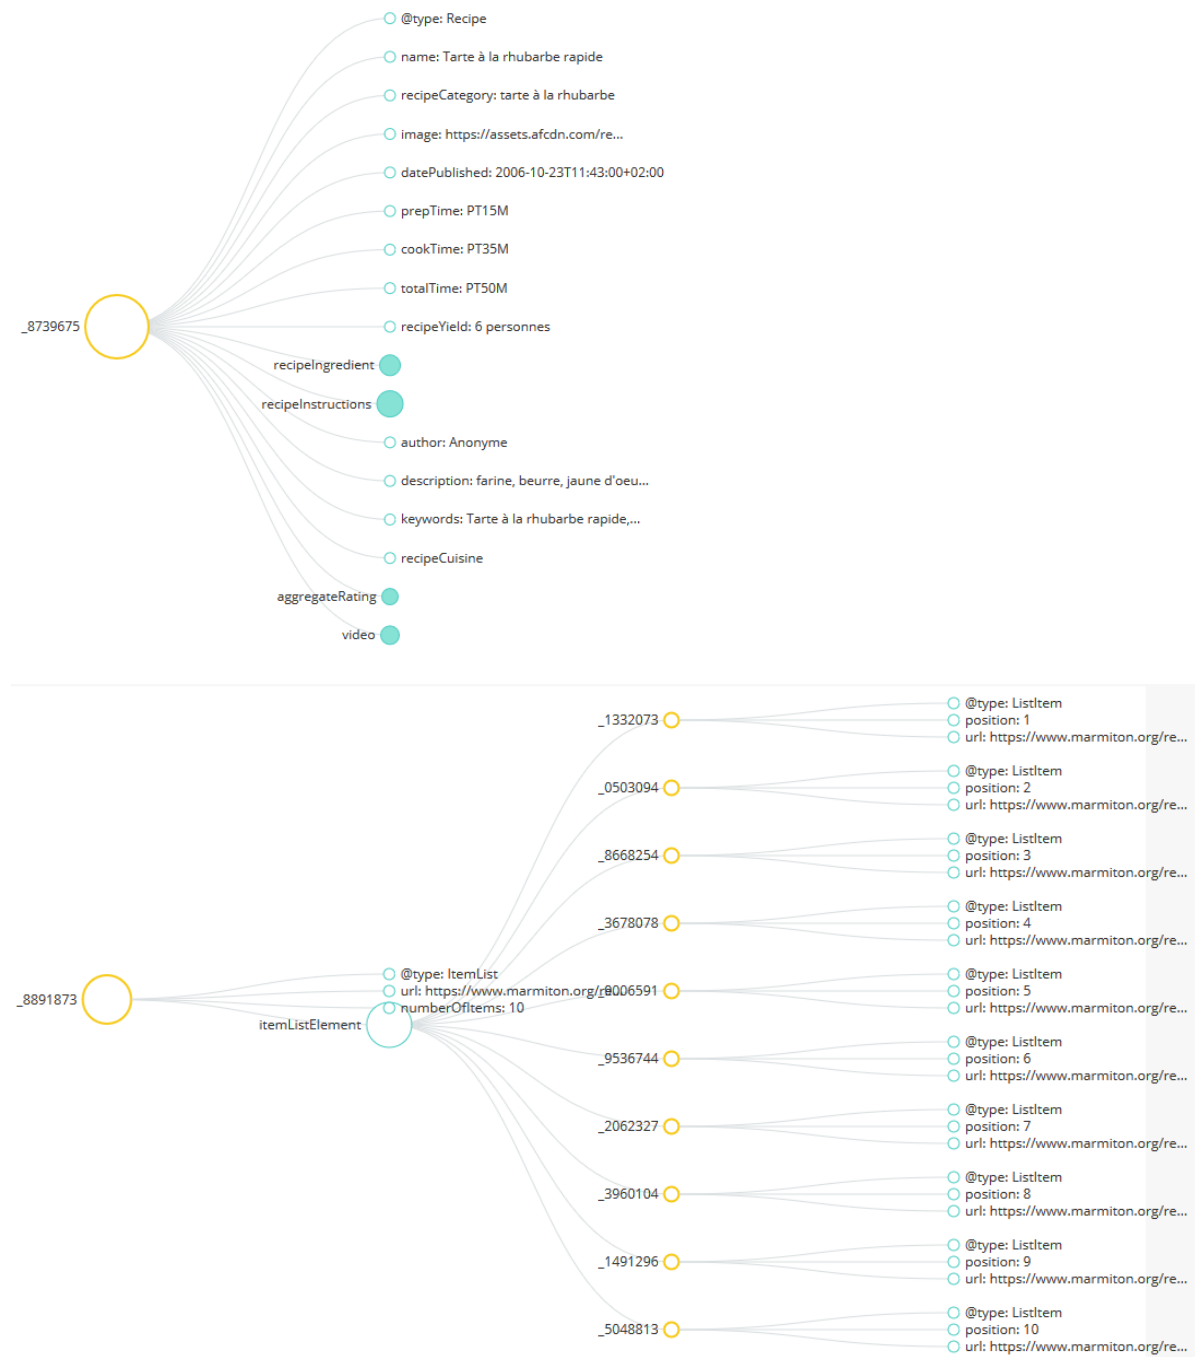 @type: Recipe
name: Tarte à la rhubarbe rapide
recipeCategory: tarte à la rhubarbe
image: https://assets.afcdn.com/re...
datePublished: 2006-10-23T11:43:00+02:00
prepTime: PT15M
cookTime: PT35M
totalTime: PT50M
_8739675
recipeYield: 6 personnes
recipeIngredient
recipeInstructions
author: Anonyme
description: farine, beurre, jaune d'oeu...
keywords: Tarte à la rhubarbe rapide,...
recipeCuisine
aggregateRating
video
_8891873
@type: ItemList
url: https://www.marmiton.org/re...
numberOfItems: 10
itemListElement
_1332073
@type: ListItem
position: 1
url: https://www.marmiton.org/re...
_0503094
@type: ListItem
position: 2
url: https://www.marmiton.org/re...
_8668254
@type: ListItem
position: 3
url: https://www.marmiton.org/re...
_3678078
@type: ListItem
position: 4
url: https://www.marmiton.org/re...
@type: ListItem
position: 5
url: https://www.marmiton.org/re...
_9536744
@type: ListItem
position: 6
url: https://www.marmiton.org/re...
_2062327
@type: ListItem
position: 7
url: https://www.marmiton.org/re...
_3960104
@type: ListItem
position: 8
url: https://www.marmiton.org/re...
_1491296
@type: ListItem
position: 9
url: https://www.marmiton.org/re...
_5048813
@type: ListItem
position: 10
url: https://www.marmiton.org/re...